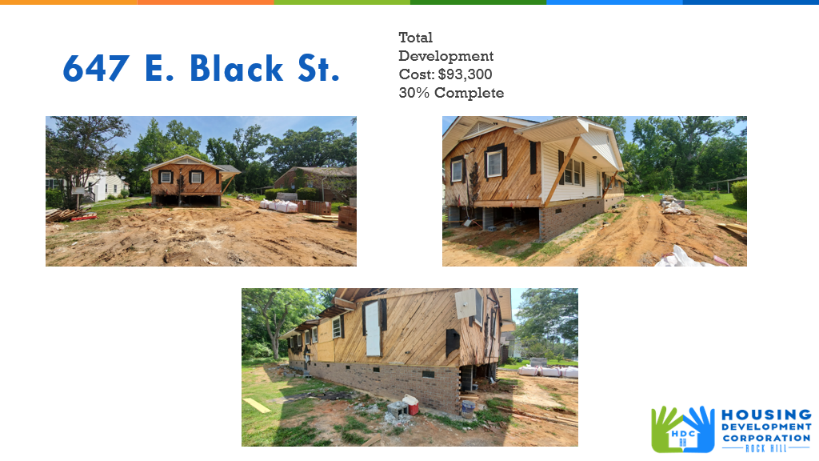 647 E. Black St.
Total
Development
Cost: $93,300
30% Complete
HDC
HOUSING
DEVELOPMENT
CORPORATION
ROCK HILL